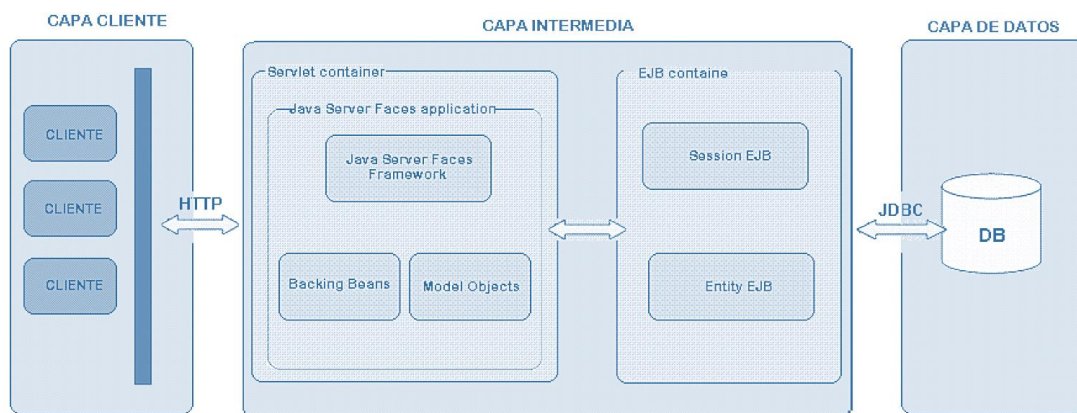 CAPA CLIENTE
CLIENTE
CLIENTE
CLIENTE
HTTP
CAPA INTERMEDIA
Servlet container
Java Server Faces application
Java Server Faces
Framework
Backing Beans
Model Objects
EJB containe
Session EJB
Entity EJB
JDBC
CAPA DE DATOS
DB